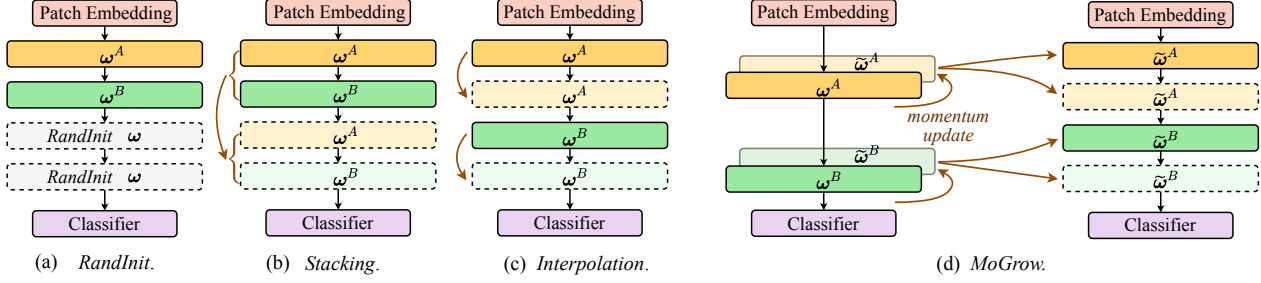 Patch Embedding
ω^A
ω^B
RandInit ω
RandInit ω
Classifier
(a) RandInit.
Patch Embedding
ω^A
ω^B
ω^A
ω^B
Classifier
(b) Stacking.
Patch Embedding
ω^A
ω^A
ω^B
ω^B
Classifier
(c) Interpolation.
Patch Embedding
ω̃^A
ω^A
momentum
update
ω̃^B
ω^B
Classifier
Patch Embedding
ω̃^A
ω̃^A
ω̃^B
ω̃^B
Classifier
(d) MoGrow.